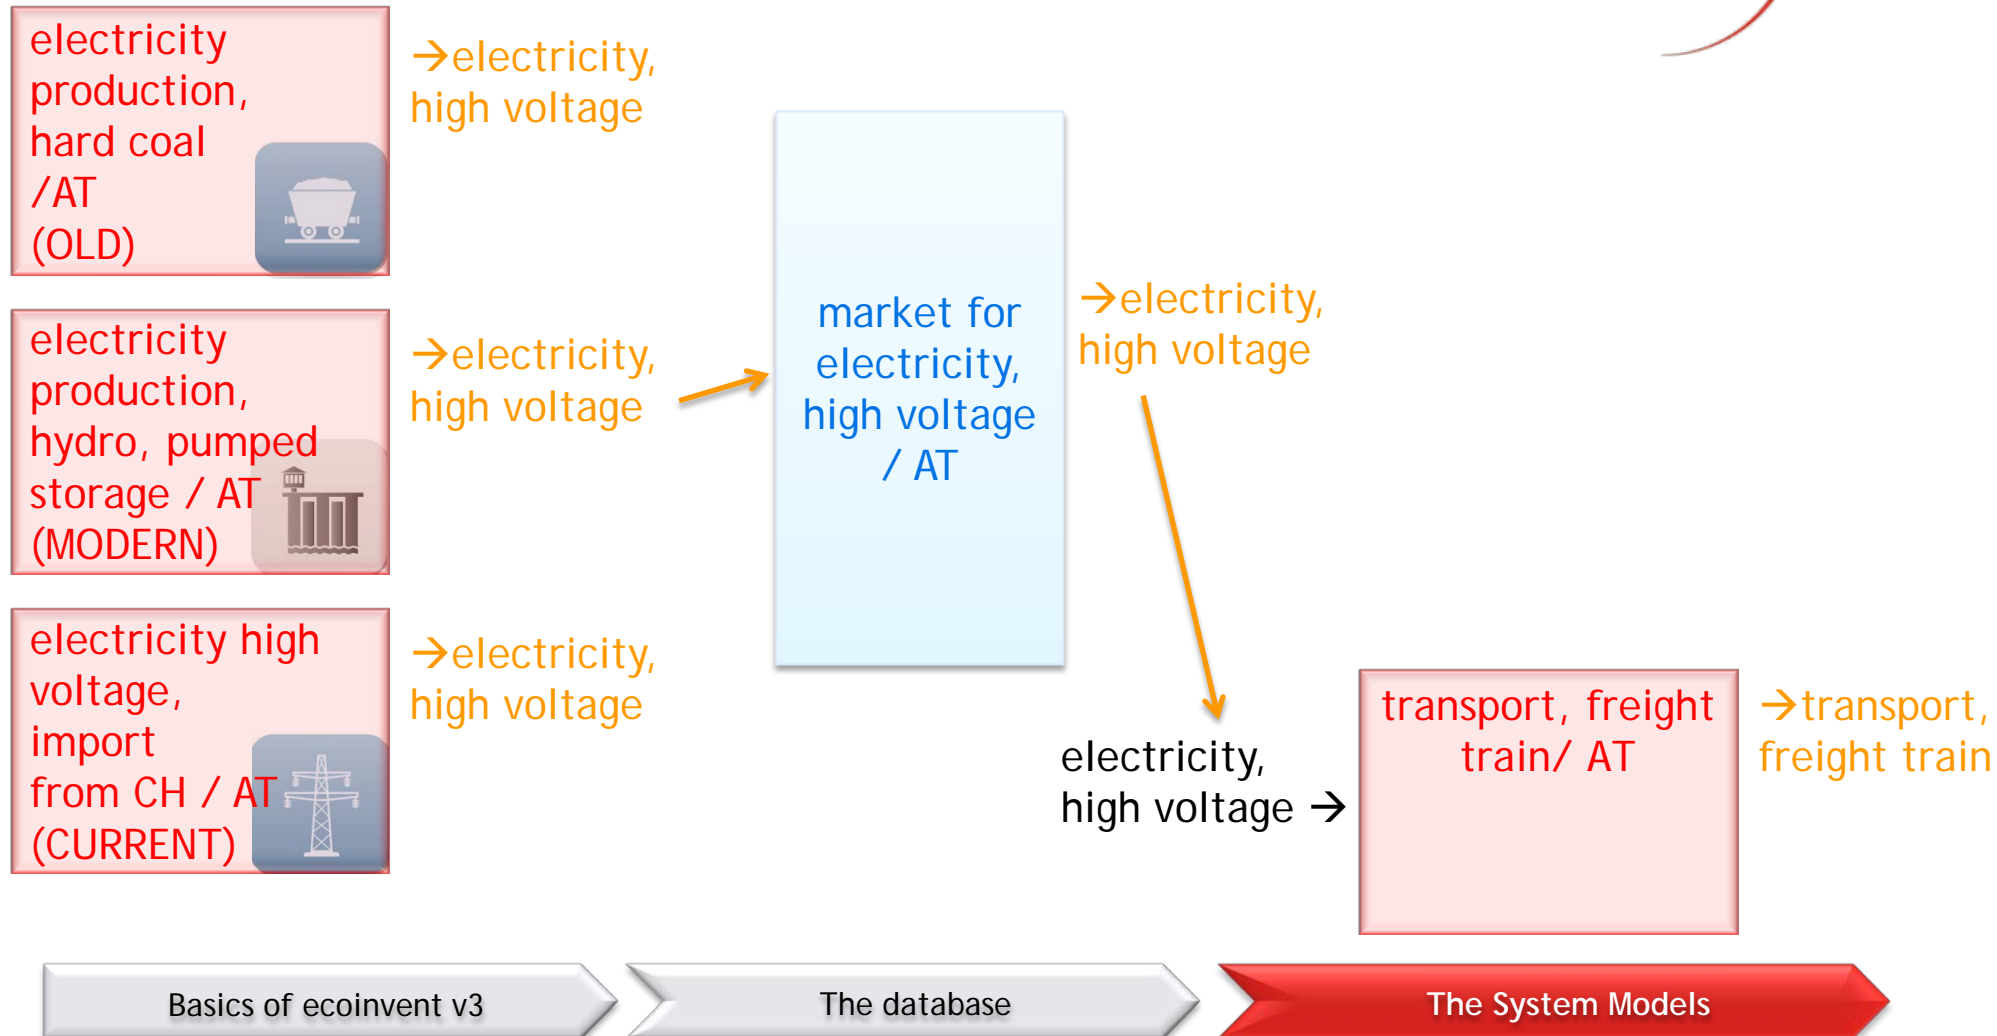 electricity
production,
hard coal
/AT
(OLD)
→electricity,
high voltage
electricity
production,
hydro, pumped
storage / AT
(MODERN)
→electricity,
high voltage
electricity high
voltage,
import
from CH / AT
(CURRENT)
→electricity,
high voltage
market for
electricity,
high voltage
/ AT
→electricity,
high voltage
electricity,
high voltage →
transport, freight
train/ AT
→transport,
freight train
Basics of ecoinvent v3
The database
The System Models